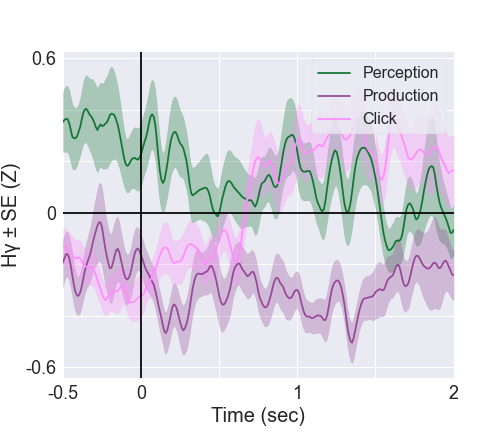 0.6
Perception
Production
Click
Hγ ± SE (Z)
0
-0.6
-0.5 0 1 2
Time (sec)